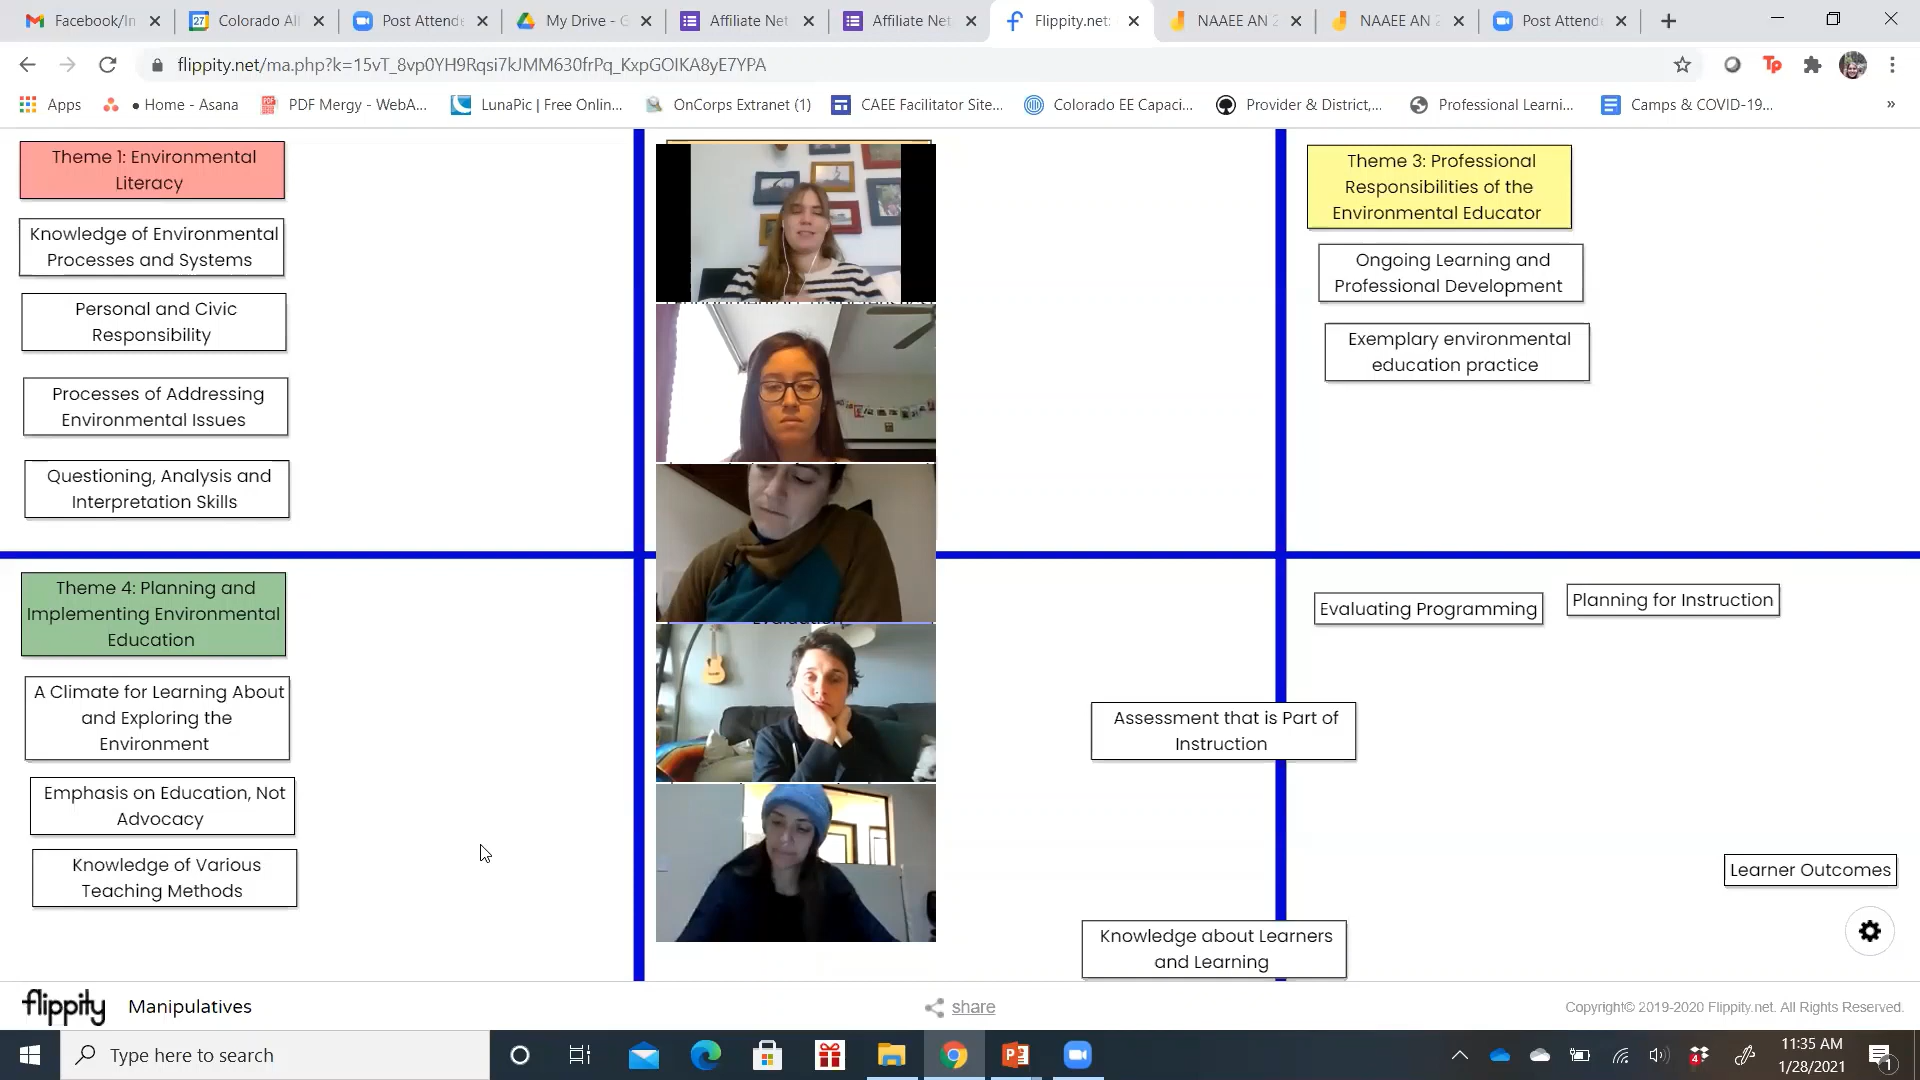 Facebook/In
Colorado All
Post Attende
My Drive - G
Affiliate Net
Affiliate Net
Flippity.net:
NAAEE AN 2
NAAEE AN 2
Post Attende
flippity.net/ma.php?k=15vT_8vp0YH9Rqsi7kJMM630frPq_KxpGOIKA8yE7YPA
Apps
• Home - Asana
PDF Mergy - WebA...
LunaPic | Free Onlin...
OnCorps Extranet (1)
CAEE Facilitator Site...
Colorado EE Capaci...
Provider & District,...
Professional Learni...
Camps & COVID-19...
»
Theme 1: Environmental
Literacy
Knowledge of Environmental
Processes and Systems
Personal and Civic
Responsibility
Processes of Addressing
Environmental Issues
Questioning, Analysis and
Interpretation Skills
Theme 3: Professional
Responsibilities of the
Environmental Educator
Ongoing Learning and
Professional Development
Exemplary environmental
education practice
Theme 4: Planning and
Implementing Environmental
Education
A Climate for Learning About
and Exploring the
Environment
Emphasis on Education, Not
Advocacy
Knowledge of Various
Teaching Methods
Evaluating Programming
Planning for Instruction
Assessment that is Part of
Instruction
Learner Outcomes
Knowledge about Learners
and Learning
flippity Manipulatives
share
Copyright© 2019-2020 Flippity.net. All Rights Reserved.
Type here to search
11:35 AM
1/28/2021